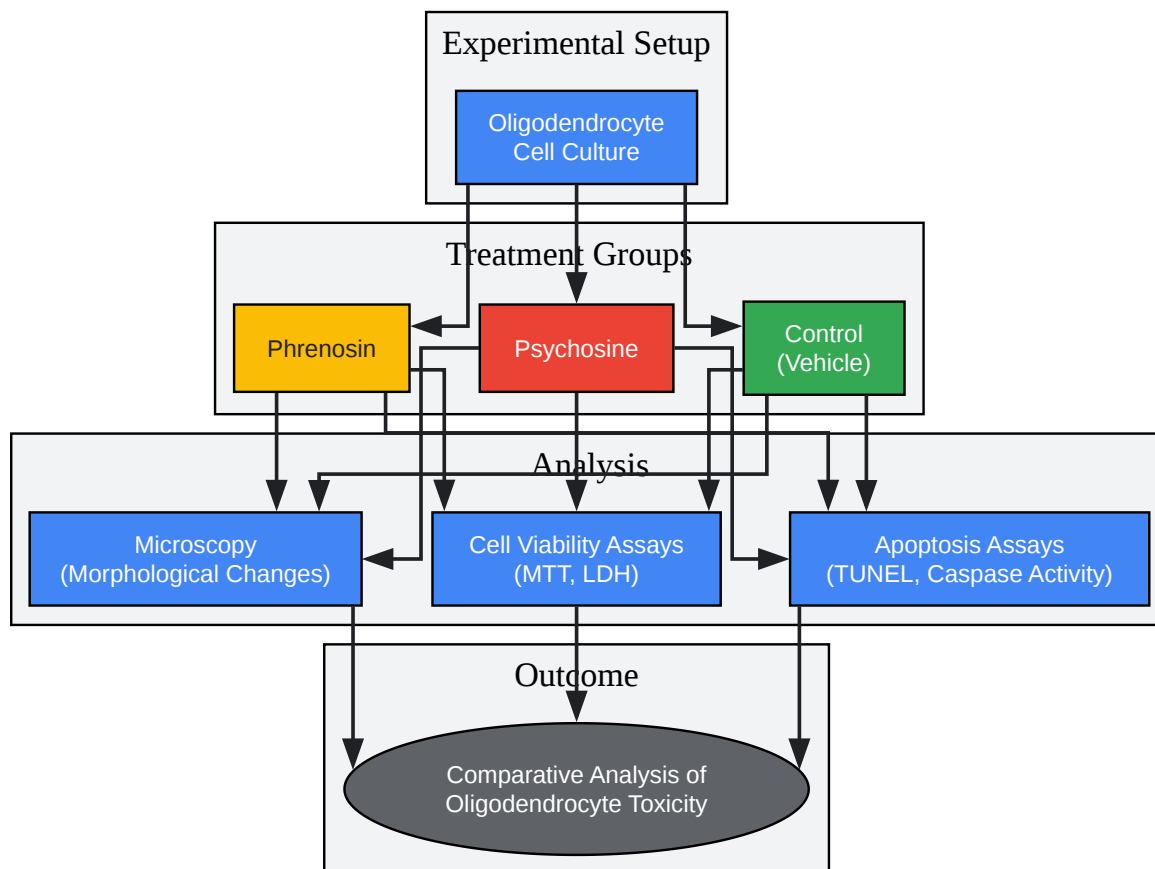 Experimental Setup
Oligodendrocyte
Cell Culture
Treatment Groups
Phrenosin
Psychosine
Control
(Vehicle)
Analysis
Microscopy
(Morphological Changes)
Cell Viability Assays
(MTT, LDH)
Apoptosis Assays
(TUNEL, Caspase Activity)
Outcome
Comparative Analysis of
Oligodendrocyte Toxicity